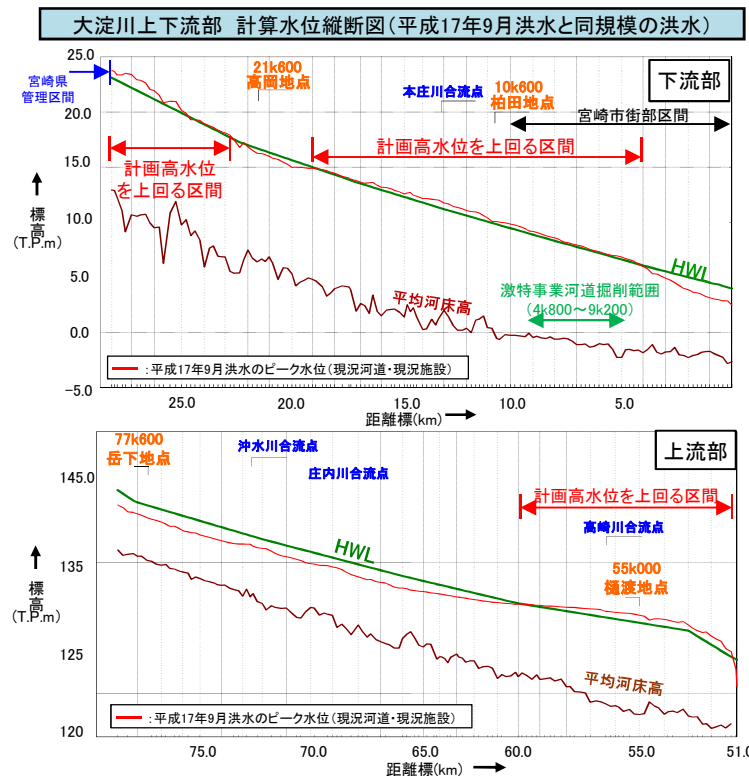 大淀川上下流部 計算水位縦断図(平成17年9月洪水と同規模の洪水)
25.0
20.0
15.0
10.0
5.0
0.0
-5.0
標高
(T.P.m)
宮崎県
管理区間
21k600
高岡地点
本庄川合流点
10k600
柏田地点
下流部
宮崎市街部区間
計画高水位
を上回る区間
計画高水位を上回る区間
HWL
平均河床高
激特事業河道掘削範囲
(4k800～9k200)
:平成17年9月洪水のピーク水位(現況河道・現況施設)
25.0
20.0
15.0
10.0
5.0
距離標(km)
77k600
岳下地点
沖水川合流点
庄内川合流点
上流部
計画高水位を上回る区間
高崎川合流点
55k000
樋渡地点
145.0
135.0
125.0
120.0
標高
(T.P.m)
HWL
平均河床高
:平成17年9月洪水のピーク水位(現況河道・現況施設)
75.0
70.0
65.0
60.0
55.0
51.0
距離標(km)